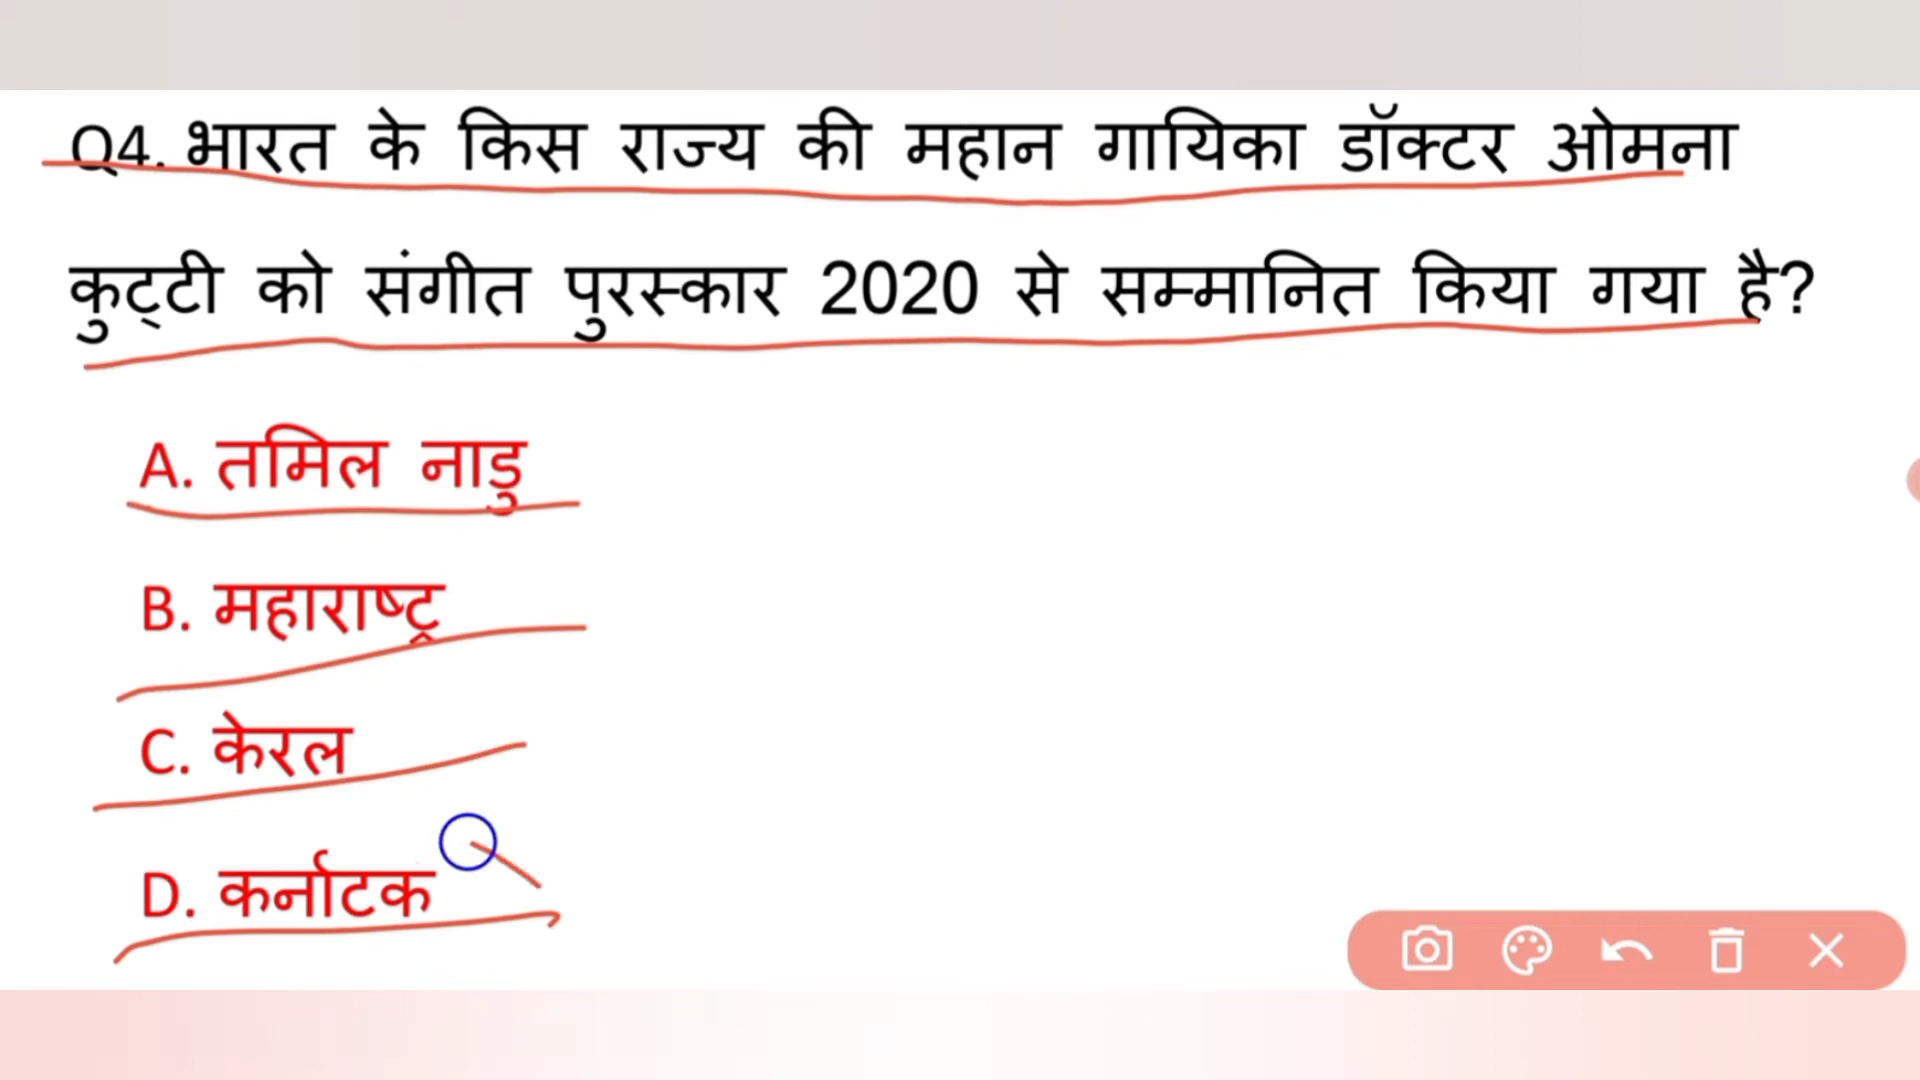 Q4. भारत के किस राज्य की महान गायिका डॉक्टर ओमना
कुट्टी को संगीत पुरस्कार 2020 से सम्मानित किया गया है?
A. तमिल नाडु
B. महाराष्ट्र
C. केरल
D. कर्नाटक